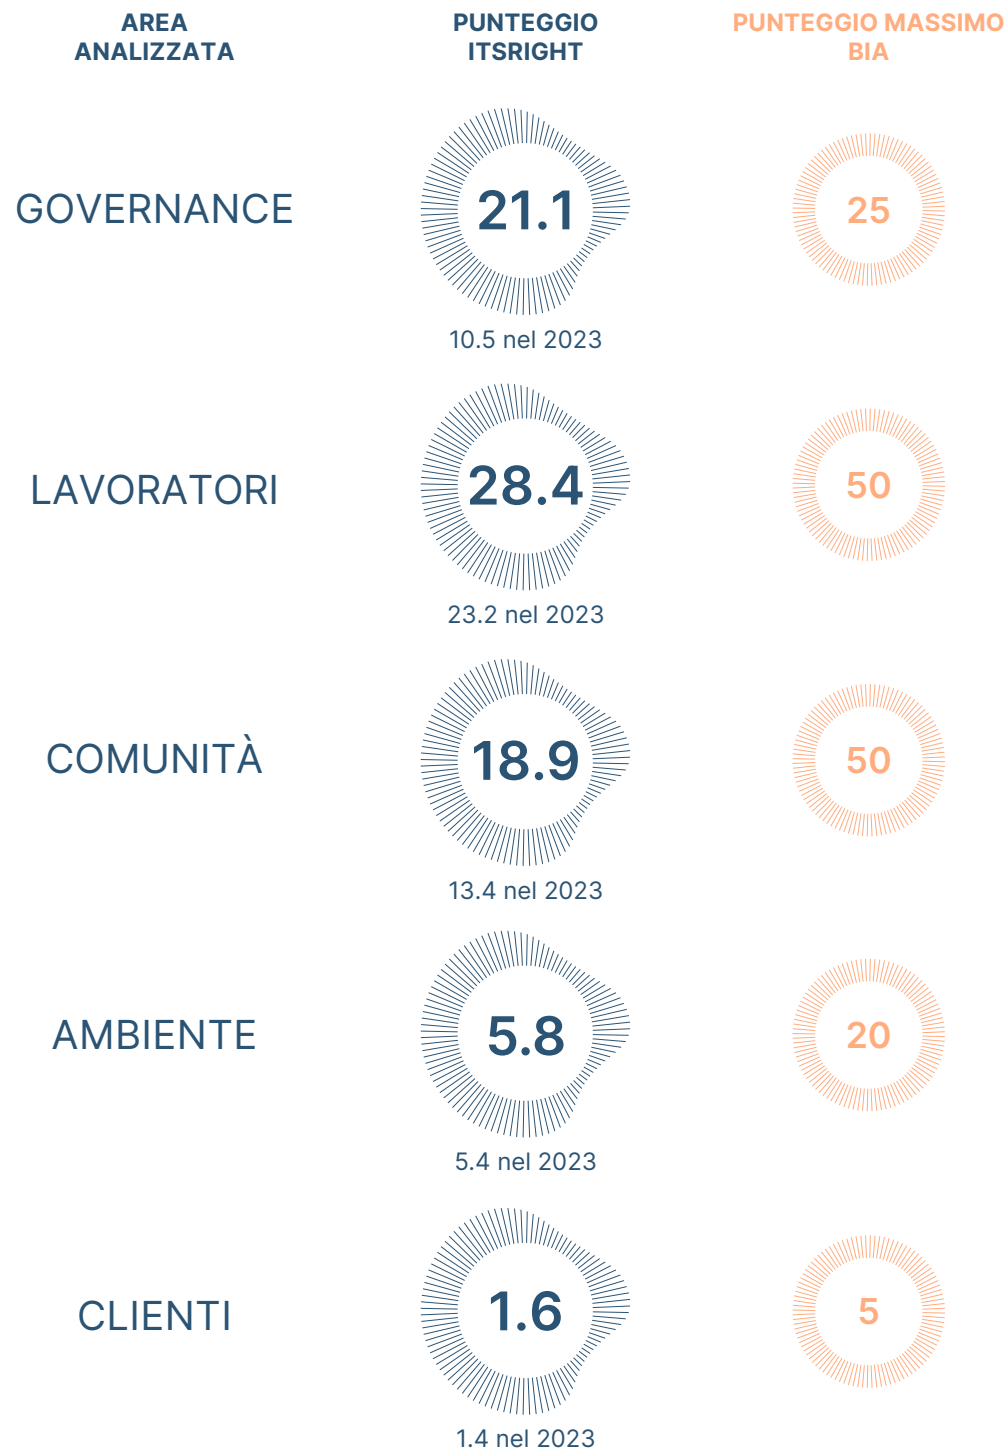 AREA
ANALIZZATA
PUNTEGGIO
ITSRIGHT
PUNTEGGIO MASSIMO
BIA
GOVERNANCE
21.1
25
10.5 nel 2023
LAVORATORI
28.4
50
23.2 nel 2023
COMUNITÀ
18.9
50
13.4 nel 2023
AMBIENTE
5.8
20
5.4 nel 2023
CLIENTI
1.6
5
1.4 nel 2023